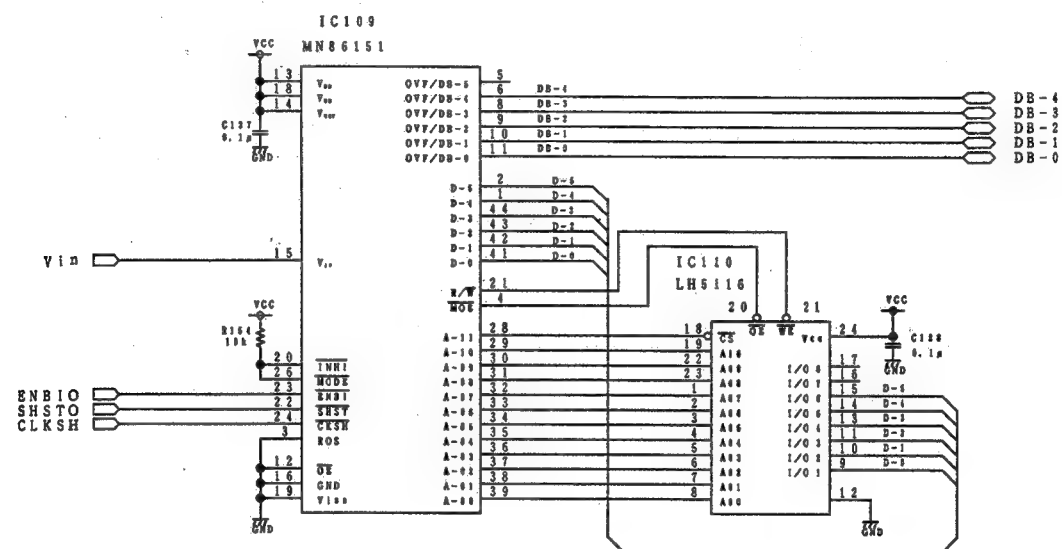 IC109
MN86151
VCC
13
18
14
C137
0.1μ
GND
OVF/DB-5
5
OVF/DB-4
6
DB-4
DB-4
OVF/DB-3
8
DB-3
DB-3
OVF/DB-2
9
DB-2
DB-2
OVF/DB-1
10
DB-1
DB-1
OVF/DB-0
11
DB-0
DB-0
D-5
2
D-5
D-4
1
D-4
D-3
44
D-3
D-2
43
D-2
D-1
42
D-1
D-0
41
D-0
Vin
15
R/W
21
MOE
4
IC110
LH5116
20
21
OE
WE
VCC
R164
10k
20
INHI
26
MODE
ENBIO
23
ENBI
SHSTO
22
SHST
CLKSH
24
CKSH
3
ROS
12
OE
16
GND
19
GND
A-11
28
18
CS
A-10
29
19
A10
A-09
30
22
A09
A-08
31
23
A08
A-07
32
1
A07
A-06
33
2
A06
A-05
34
3
A05
A-04
35
4
A04
A-03
36
5
A03
A-02
37
6
A02
A-01
38
7
A01
A-00
39
8
A00
Vcc
24
VCC
0.1μ
GND
I/O 8
17
I/O 7
16
I/O 6
15
D-5
I/O 5
14
D-4
I/O 4
13
D-3
I/O 3
11
D-2
I/O 2
10
D-1
I/O 1
9
D-0
12
GND